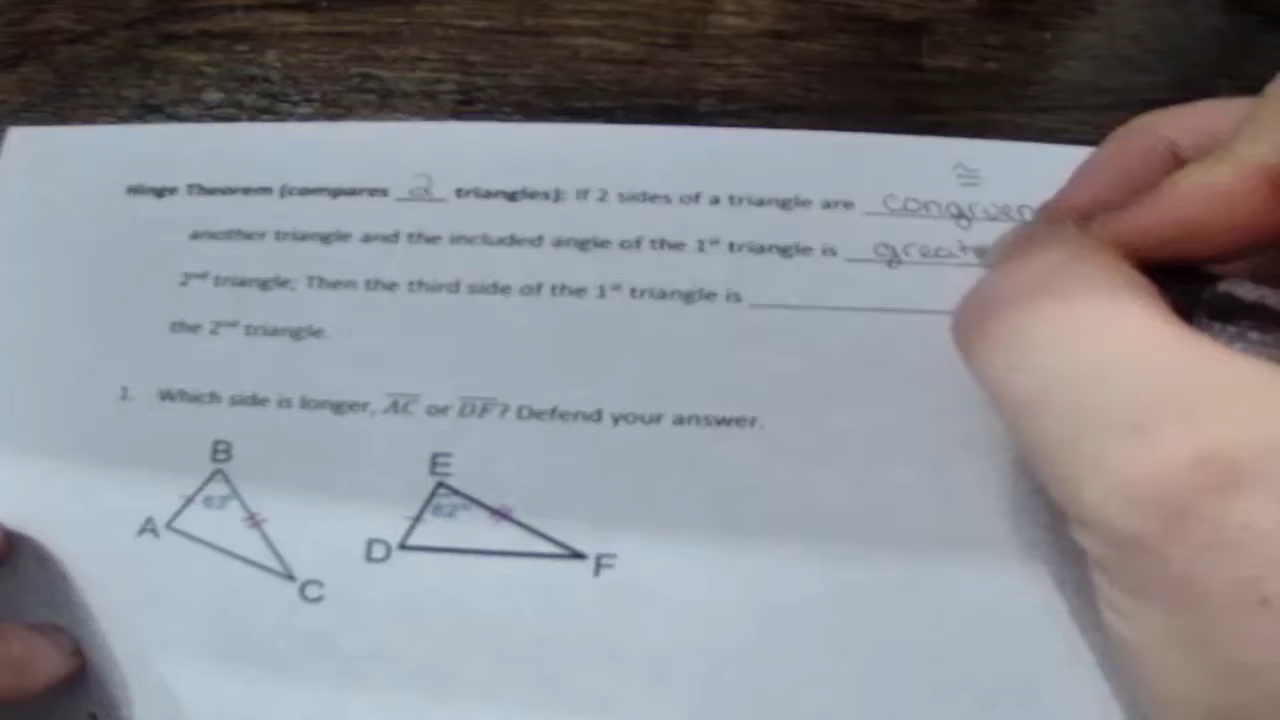 ≅
Hinge Theorem (compares 2 triangles): If 2 sides of a triangle are congruen
another triangle and the included angle of the 1st triangle is greate
2nd triangle; Then the third side of the 1st triangle is
the 2nd triangle.
1. Which side is longer, AC or DF? Defend your answer.
B
E
A
D
F
C